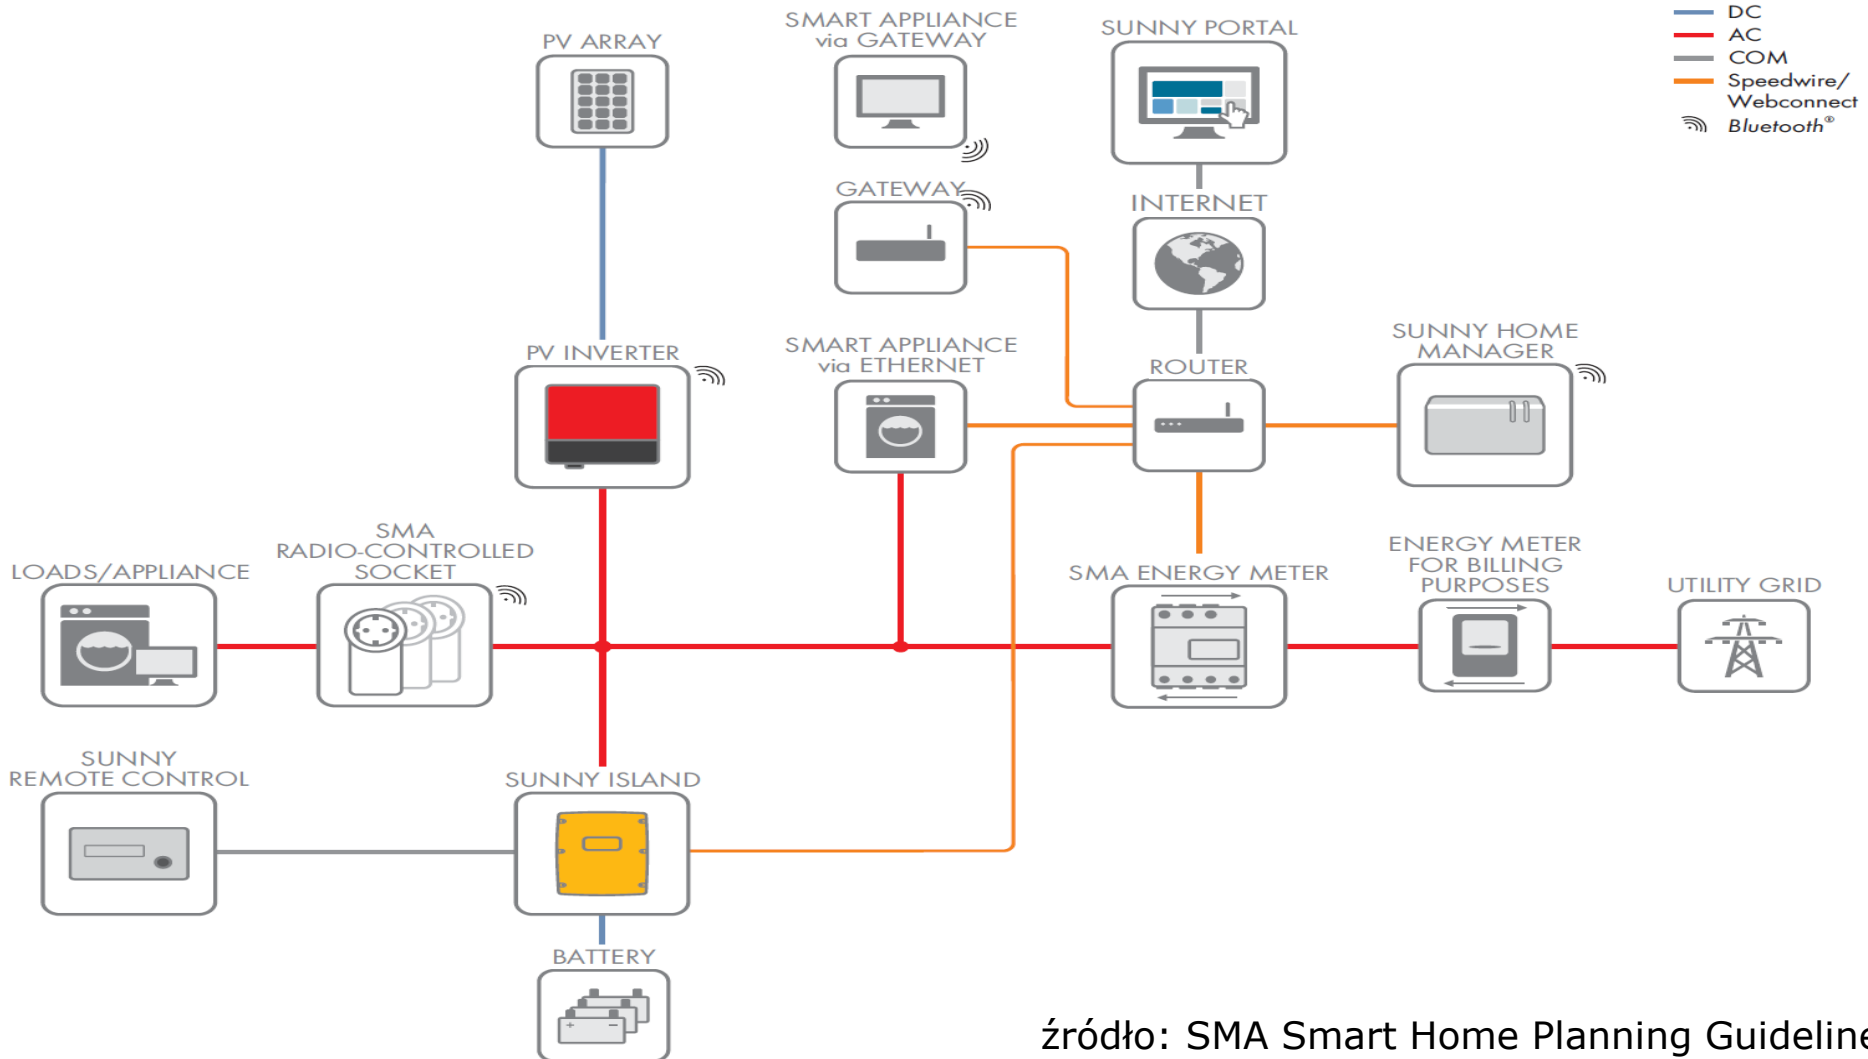 DC
AC
COM
Speedwire/
Webconnect
Bluetooth®
PV ARRAY
SMART APPLIANCE
via GATEWAY
SUNNY PORTAL
GATEWAY
INTERNET
PV INVERTER
SMART APPLIANCE
via ETHERNET
ROUTER
SUNNY HOME
MANAGER
LOADS/APPLIANCE
SMA
RADIO-CONTROLLED
SOCKET
SMA ENERGY METER
ENERGY METER
FOR BILLING
PURPOSES
UTILITY GRID
SUNNY
REMOTE CONTROL
SUNNY ISLAND
BATTERY
+ −
źródło: SMA Smart Home Planning Guideline